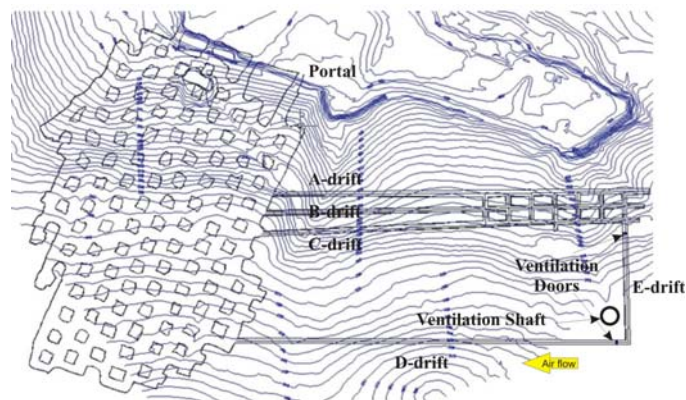 Portal
A-drift
B-drift
C-drift
Ventilation
Doors
E-drift
Ventilation Shaft
D-drift
Air flow